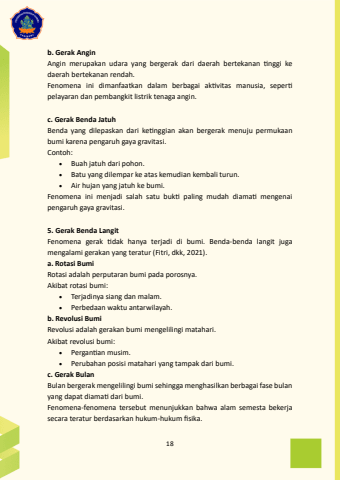 b. Gerak Angin
Angin merupakan udara yang bergerak dari daerah bertekanan tinggi ke
daerah bertekanan rendah.
Fenomena ini dimanfaatkan dalam berbagai aktivitas manusia, seperti
pelayaran dan pembangkit listrik tenaga angin.
c. Gerak Benda Jatuh
Benda yang dilepaskan dari ketinggian akan bergerak menuju permukaan
bumi karena pengaruh gaya gravitasi.
Contoh:
• Buah jatuh dari pohon.
• Batu yang dilempar ke atas kemudian kembali turun.
• Air hujan yang jatuh ke bumi.
Fenomena ini menjadi salah satu bukti paling mudah diamati mengenai
pengaruh gaya gravitasi.
5. Gerak Benda Langit
Fenomena gerak tidak hanya terjadi di bumi. Benda-benda langit juga
mengalami gerakan yang teratur (Fitri, dkk, 2021).
a. Rotasi Bumi
Rotasi adalah perputaran bumi pada porosnya.
Akibat rotasi bumi:
• Terjadinya siang dan malam.
• Perbedaan waktu antarwilayah.
b. Revolusi Bumi
Revolusi adalah gerakan bumi mengelilingi matahari.
Akibat revolusi bumi:
• Pergantian musim.
• Perubahan posisi matahari yang tampak dari bumi.
c. Gerak Bulan
Bulan bergerak mengelilingi bumi sehingga menghasilkan berbagai fase bulan
yang dapat diamati dari bumi.
Fenomena-fenomena tersebut menunjukkan bahwa alam semesta bekerja
secara teratur berdasarkan hukum-hukum fisika.
18